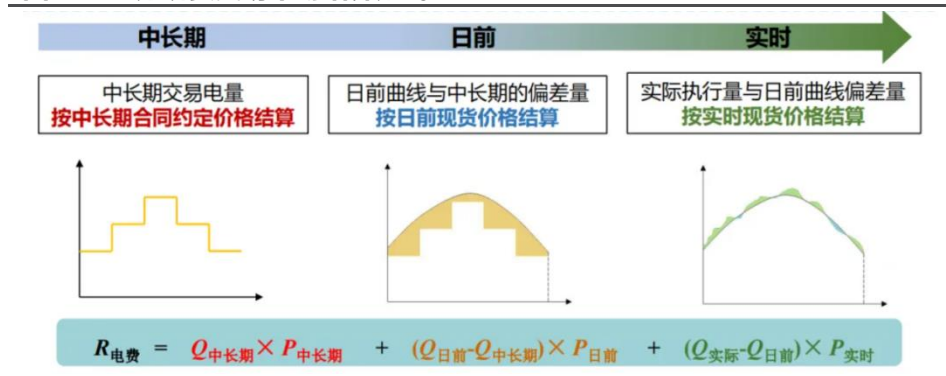 中长期 日前 实时
中长期交易电量
按中长期合同约定价格结算
日前曲线与中长期的偏差量
按日前现货价格结算
实际执行量与日前曲线偏差量
按实时现货价格结算
R电费 = Q中长期×P中长期 + (Q日前-Q中长期)×P日前 + (Q实际-Q日前)×P实时